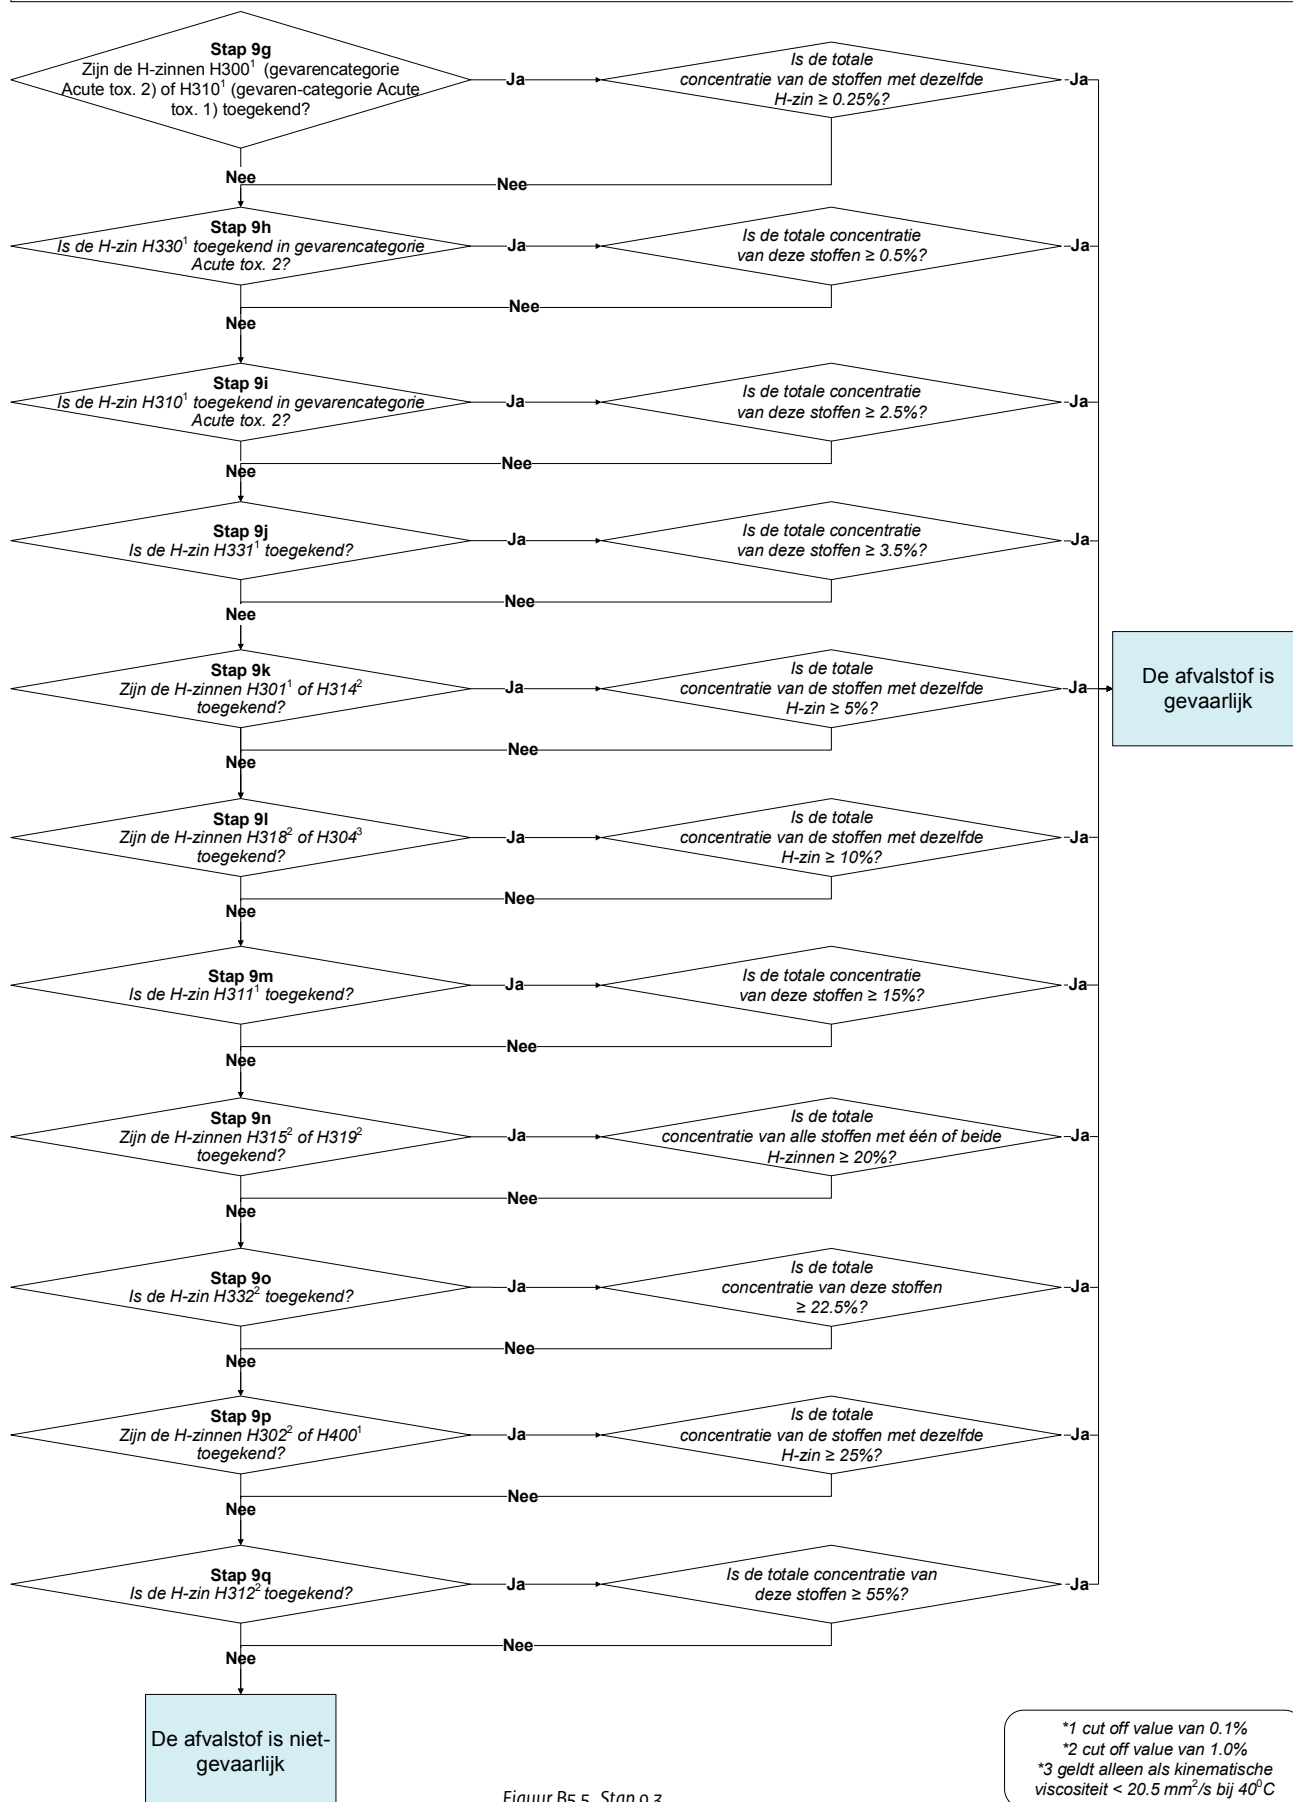 Stap 9g
Zijn de H-zinnen H300¹ (gevarencategorie
Acute tox. 2) of H310¹ (gevaren-categorie Acute
tox. 1) toegekend?
Ja
Is de totale
concentratie van de stoffen met dezelfde
H-zin ≥ 0.25%?
Ja
Nee
Nee
Stap 9h
Is de H-zin H330¹ toegekend in gevarencategorie
Acute tox. 2?
Ja
Is de totale concentratie
van deze stoffen ≥ 0.5%?
Ja
Nee
Nee
Stap 9i
Is de H-zin H310¹ toegekend in gevarencategorie
Acute tox. 2?
Ja
Is de totale concentratie
van deze stoffen ≥ 2.5%?
Ja
Nee
Nee
Stap 9j
Is de H-zin H331¹ toegekend?
Ja
Is de totale concentratie
van deze stoffen ≥ 3.5%?
Ja
Nee
Nee
Stap 9k
Zijn de H-zinnen H301¹ of H314²
toegekend?
Ja
Is de totale
concentratie van de stoffen met dezelfde
H-zin ≥ 5%?
Ja
De afvalstof is
gevaarlijk
Nee
Nee
Stap 9l
Zijn de H-zinnen H318² of H304³
toegekend?
Ja
Is de totale
concentratie van de stoffen met dezelfde
H-zin ≥ 10%?
Ja
Nee
Nee
Stap 9m
Is de H-zin H311¹ toegekend?
Ja
Is de totale concentratie
van deze stoffen ≥ 15%?
Ja
Nee
Nee
Stap 9n
Zijn de H-zinnen H315² of H319²
toegekend?
Ja
Is de totale
concentratie van alle stoffen met één of beide
H-zinnen ≥ 20%?
Ja
Nee
Nee
Stap 9o
Is de H-zin H332² toegekend?
Ja
Is de totale
concentratie van deze stoffen
≥ 22.5%?
Ja
Nee
Nee
Stap 9p
Zijn de H-zinnen H302² of H400¹
toegekend?
Ja
Is de totale
concentratie van de stoffen met dezelfde
H-zin ≥ 25%?
Ja
Nee
Nee
Stap 9q
Is de H-zin H312² toegekend?
Ja
Is de totale concentratie van
deze stoffen ≥ 55%?
Ja
Nee
Nee
De afvalstof is niet-
gevaarlijk
*1 cut off value van 0.1%
*2 cut off value van 1.0%
*3 geldt alleen als kinematische
viscositeit < 20.5 mm²/s bij 40⁰C
Figuur B5.5 Stap 9.3